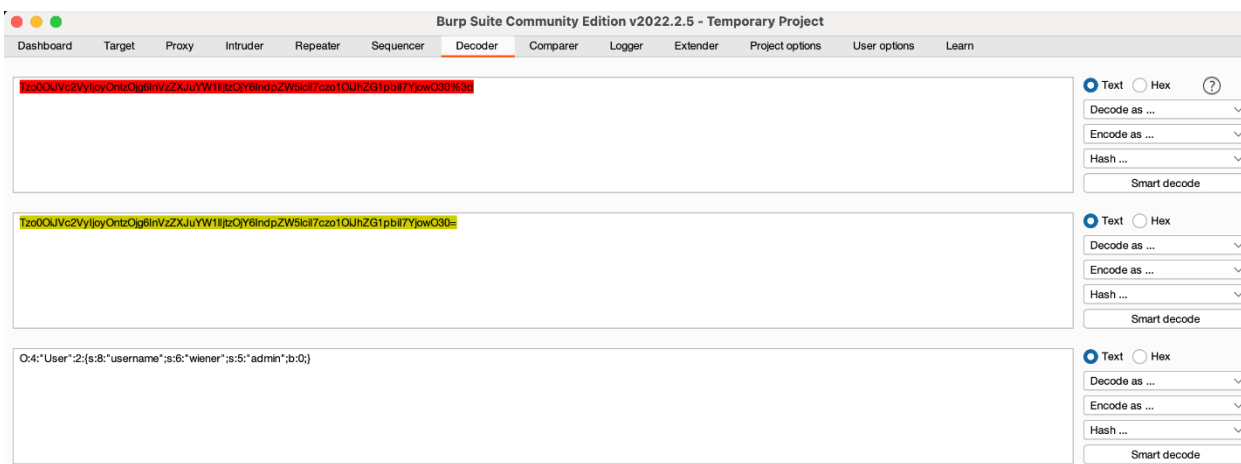 Burp Suite Community Edition v2022.2.5 - Temporary Project
Dashboard Target Proxy Intruder Repeater Sequencer Decoder Comparer Logger Extender Project options User options Learn
Tzo0OiJVc2VyIjoyOntzOjg6InVzZXJuYW1lIjtzOjY6IndpZW5lciI7czo1OiJhZG1pbiI7YjowO30%3d
Text Hex ?
Decode as ...
Encode as ...
Hash ...
Smart decode
Tzo0OiJVc2VyIjoyOntzOjg6InVzZXJuYW1lIjtzOjY6IndpZW5lciI7czo1OiJhZG1pbiI7YjowO30=
Text Hex
Decode as ...
Encode as ...
Hash ...
Smart decode
O:4:"User":2:{s:8:"username";s:6:"wiener";s:5:"admin";b:0;}
Text Hex
Decode as ...
Encode as ...
Hash ...
Smart decode